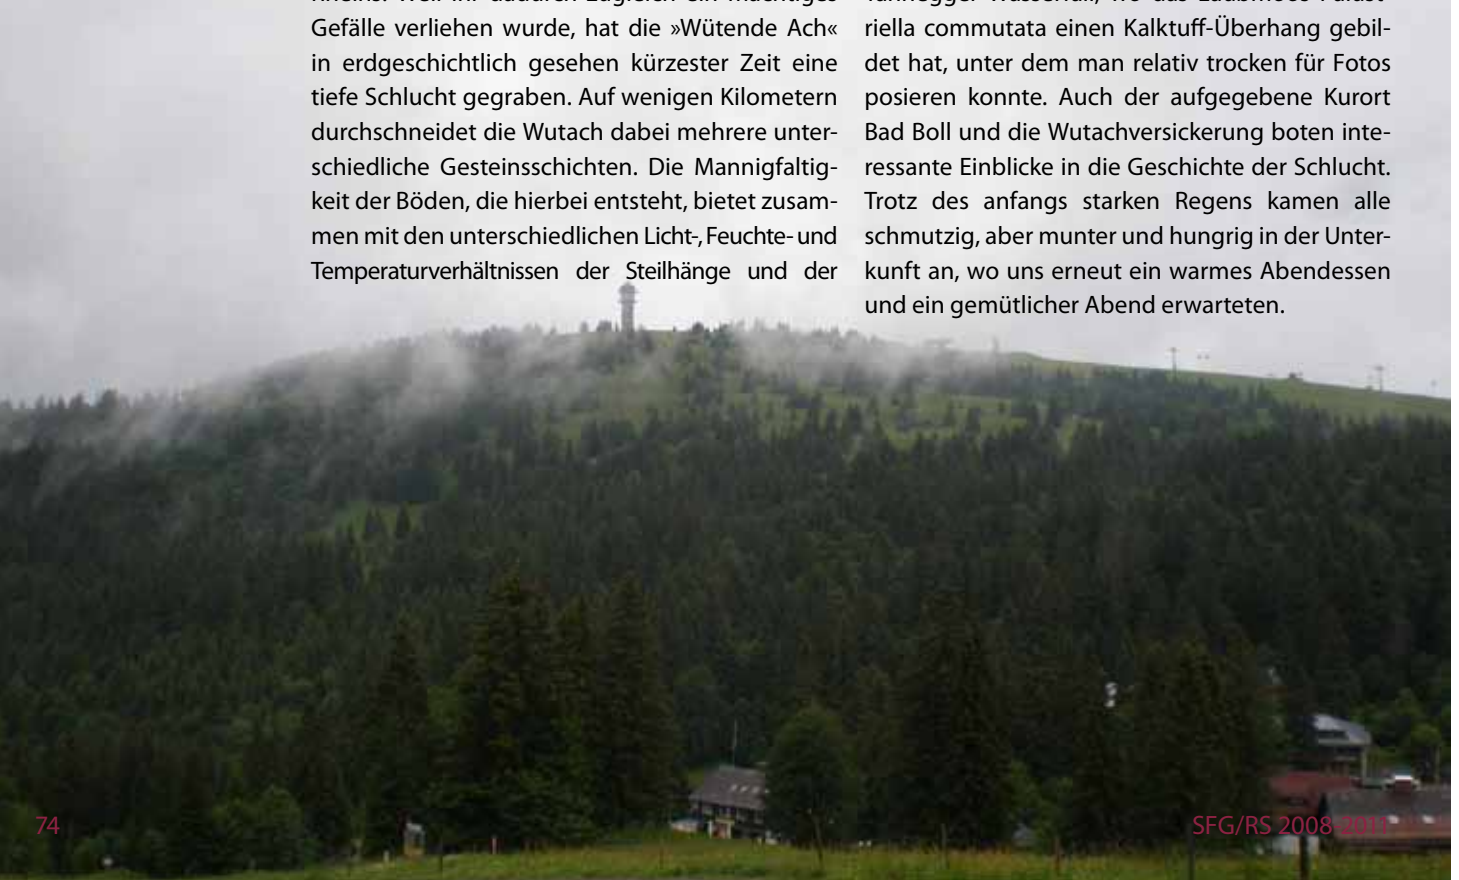 Gefälle verliehen wurde, hat die »Wütende Ach«
in erdgeschichtlich gesehen kürzester Zeit eine
tiefe Schlucht gegraben. Auf wenigen Kilometern
durchschneidet die Wutach dabei mehrere unter-
schiedliche Gesteinsschichten. Die Mannigfaltig-
keit der Böden, die hierbei entsteht, bietet zusam-
men mit den unterschiedlichen Licht-, Feuchte- und
Temperaturverhältnissen der Steilhänge und der
riella commutata einen Kalktuff-Überhang gebil-
det hat, unter dem man relativ trocken für Fotos
posieren konnte. Auch der aufgegebene Kurort
Bad Boll und die Wutachversickerung boten inte-
ressante Einblicke in die Geschichte der Schlucht.
Trotz des anfangs starken Regens kamen alle
schmutzig, aber munter und hungrig in der Unter-
kunft an, wo uns erneut ein warmes Abendessen
und ein gemütlicher Abend erwarteten.
74
SFG/RS 2008-2011